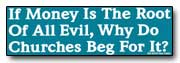 If Money Is The Root
Of All Evil, Why Do
Churches Beg For It?